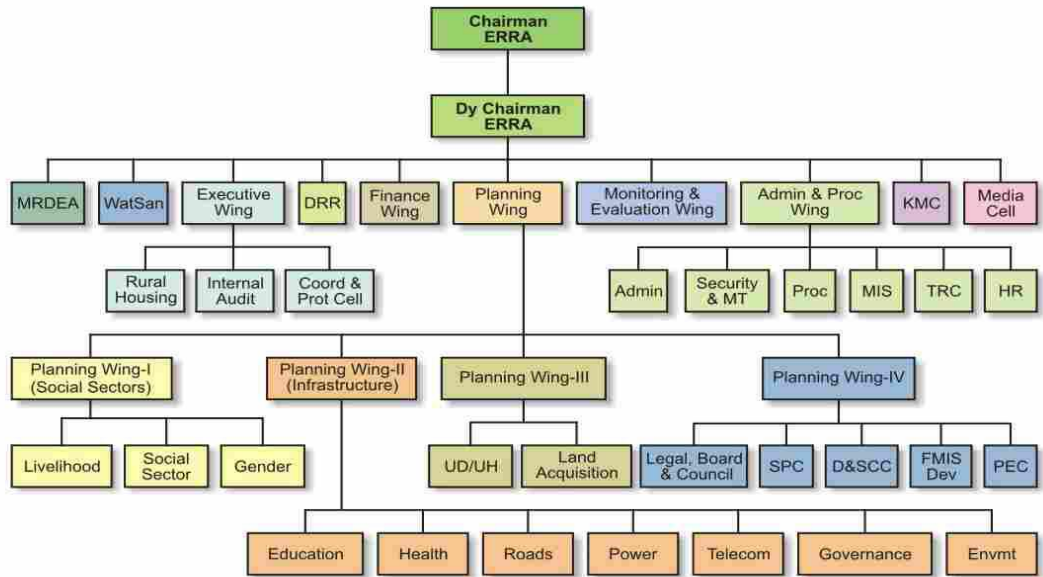 Chairman
ERRA
Dy Chairman
ERRA
MRDEA
WatSan
Executive
Wing
DRR
Finance
Wing
Planning
Wing
Monitoring &
Evaluation Wing
Admin & Proc
Wing
KMC
Media
Cell
Rural
Housing
Internal
Audit
Coord &
Prot Cell
Admin
Security
& MT
Proc
MIS
TRC
HR
Planning Wing-I
(Social Sectors)
Planning Wing-II
(Infrastructure)
Planning Wing-III
Planning Wing-IV
Livelihood
Social
Sector
Gender
UD/UH
Land
Acquisition
Legal, Board
& Council
SPC
D&SCC
FMIS
Dev
PEC
Education
Health
Roads
Power
Telecom
Governance
Envmt